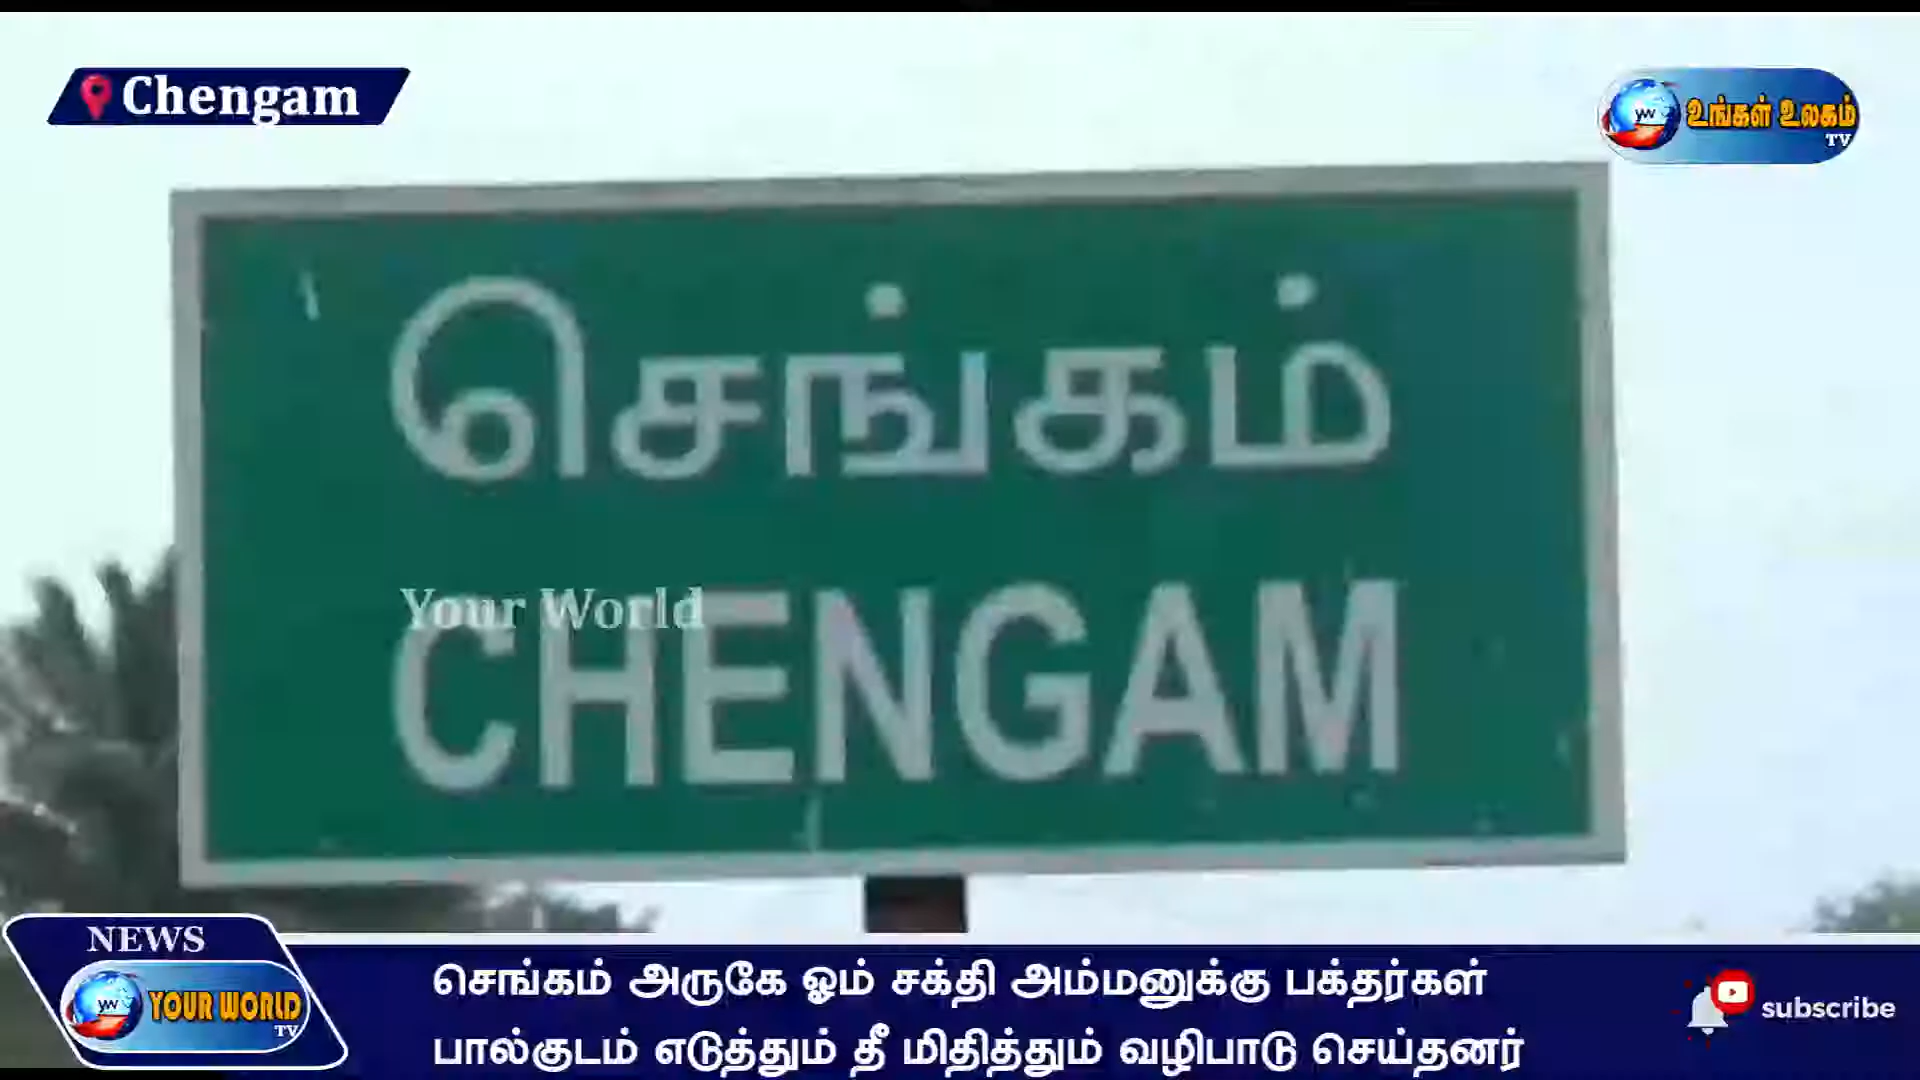 Chengam
உங்கள் உலகம்
TV
செங்கம்
Your World
CHENGAM
NEWS
yw YOUR WORLD
TV
செங்கம் அருகே ஓம் சக்தி அம்மனுக்கு பக்தர்கள்
பால்குடம் எடுத்தும் தீ மிதித்தும் வழிபாடு செய்தனர்
subscribe